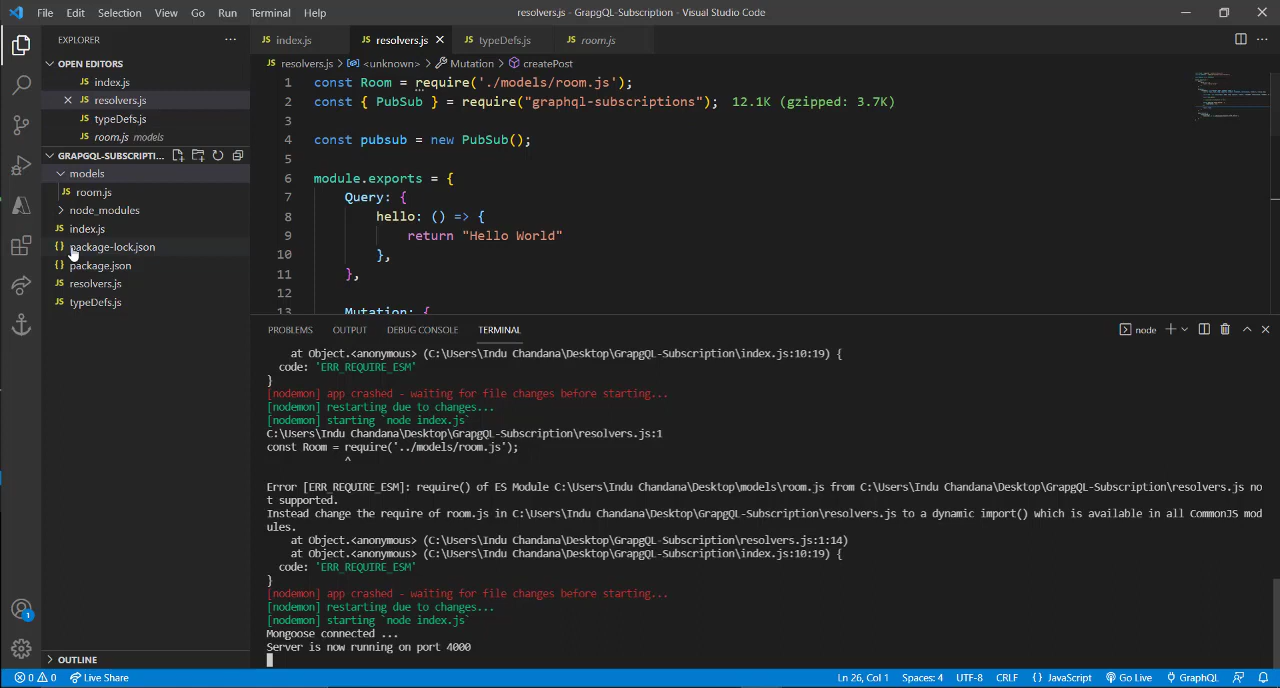 File Edit Selection View Go Run Terminal Help
resolvers.js - GrapgQL-Subscription - Visual Studio Code
EXPLORER
OPEN EDITORS
index.js
resolvers.js
typeDefs.js
room.js models
GRAPGQL-SUBSCRIPTI...
models
room.js
node_modules
index.js
package-lock.json
package.json
resolvers.js
typeDefs.js
OUTLINE
1
index.js
resolvers.js
typeDefs.js
room.js
resolvers.js > <unknown> > Mutation > createPost
1 const Room = require('./models/room.js');
2 const { PubSub } = require("graphql-subscriptions"); 12.1K (gzipped: 3.7K)
3
4 const pubsub = new PubSub();
5
6 module.exports = {
7 Query: {
8 hello: () => {
9 return "Hello World"
10 },
11 },
12
13 Mutation: {
PROBLEMS OUTPUT DEBUG CONSOLE TERMINAL
node
at Object.<anonymous> (C:\Users\Indu Chandana\Desktop\GrapgQL-Subscription\index.js:10:19) {
code: 'ERR_REQUIRE_ESM'
}
[nodemon] app crashed - waiting for file changes before starting...
[nodemon] restarting due to changes...
[nodemon] starting `node index.js`
C:\Users\Indu Chandana\Desktop\GrapgQL-Subscription\resolvers.js:1
const Room = require('../models/room.js');
^
Error [ERR_REQUIRE_ESM]: require() of ES Module C:\Users\Indu Chandana\Desktop\models\room.js from C:\Users\Indu Chandana\Desktop\GrapgQL-Subscription\resolvers.js no
t supported.
Instead change the require of room.js in C:\Users\Indu Chandana\Desktop\GrapgQL-Subscription\resolvers.js to a dynamic import() which is available in all CommonJS mod
ules.
at Object.<anonymous> (C:\Users\Indu Chandana\Desktop\GrapgQL-Subscription\resolvers.js:1:14)
at Object.<anonymous> (C:\Users\Indu Chandana\Desktop\GrapgQL-Subscription\index.js:10:19) {
code: 'ERR_REQUIRE_ESM'
}
[nodemon] app crashed - waiting for file changes before starting...
[nodemon] restarting due to changes...
[nodemon] starting `node index.js`
Mongoose connected ...
Server is now running on port 4000
0 0 Live Share
Ln 26, Col 1 Spaces: 4 UTF-8 CRLF { } JavaScript Go Live GraphQL